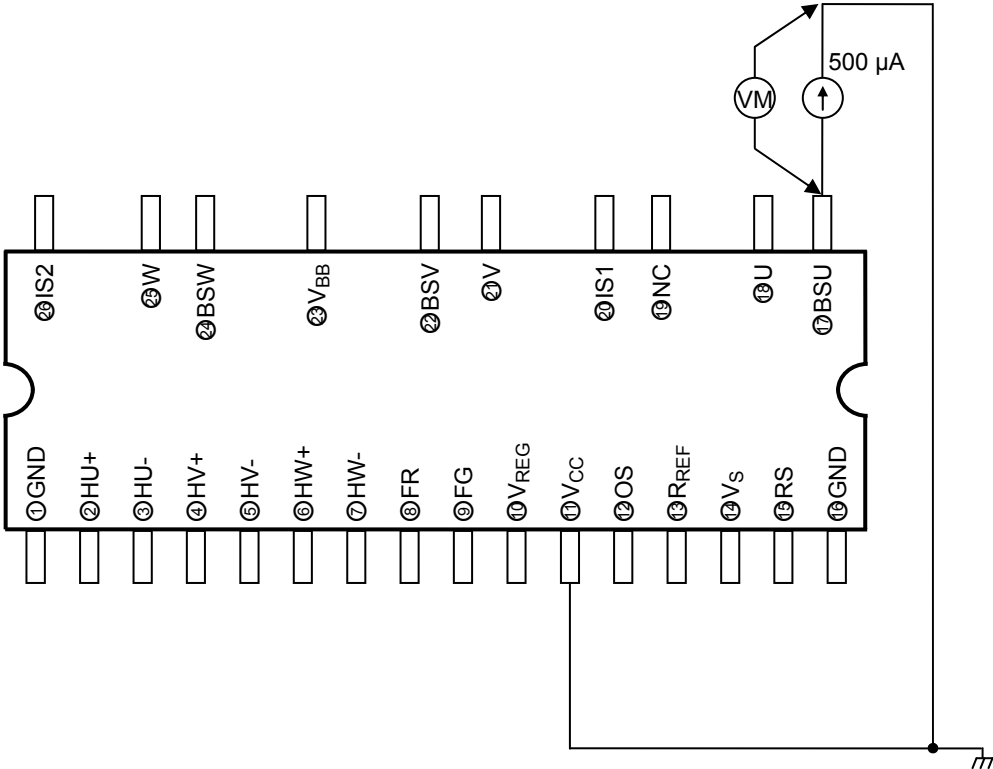 500 µA
VM
㉖IS2
㉕W
㉔BSW
㉓VBB
㉒BSV
㉑V
⑳IS1
⑲NC
⑱U
⑰BSU
①GND
②HU+
③HU-
④HV+
⑤HV-
⑥HW+
⑦HW-
⑧FR
⑨FG
⑩VREG
⑪VCC
⑫OS
⑬RREF
⑭VS
⑮RS
⑯GND